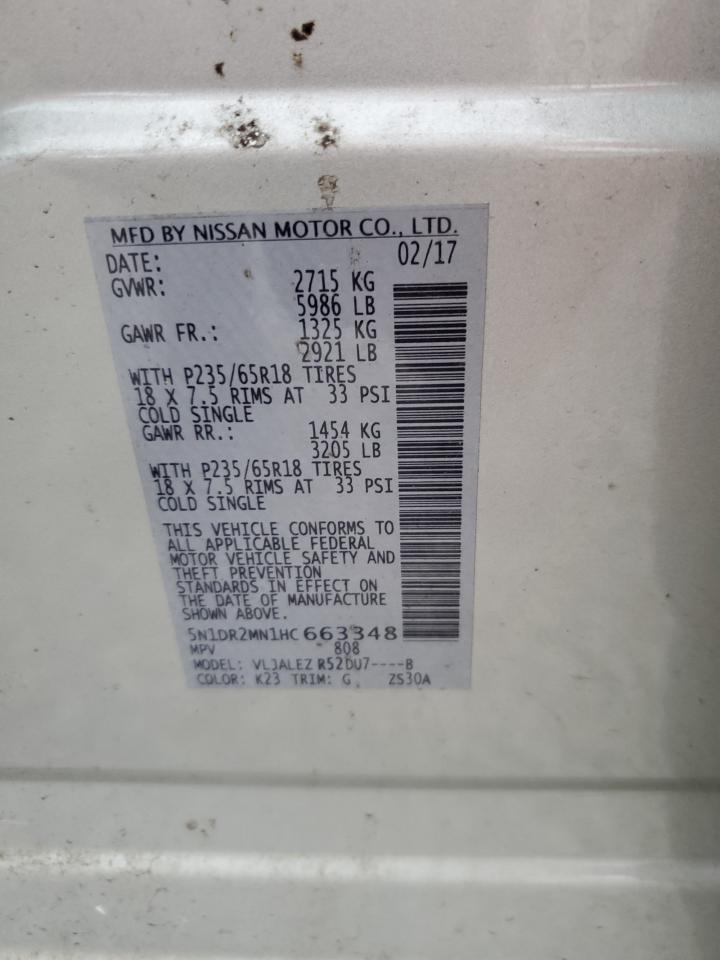 MFD BY NISSAN MOTOR CO., LTD.
DATE: 02/17
GVWR: 2715 KG
5986 LB
GAWR FR.: 1325 KG
2921 LB
WITH P235/65R18 TIRES
18 X 7.5 RIMS AT 33 PSI
COLD SINGLE
GAWR RR.: 1454 KG
3205 LB
WITH P235/65R18 TIRES
18 X 7.5 RIMS AT 33 PSI
COLD SINGLE
THIS VEHICLE CONFORMS TO
ALL APPLICABLE FEDERAL
MOTOR VEHICLE SAFETY AND
THEFT PREVENTION
STANDARDS IN EFFECT ON
THE DATE OF MANUFACTURE
SHOWN ABOVE.
5N1DR2MN1HC663348
MPV 808
MODEL: VLJALEZ R52DU7----B
COLOR: K23 TRIM: G ZS30A